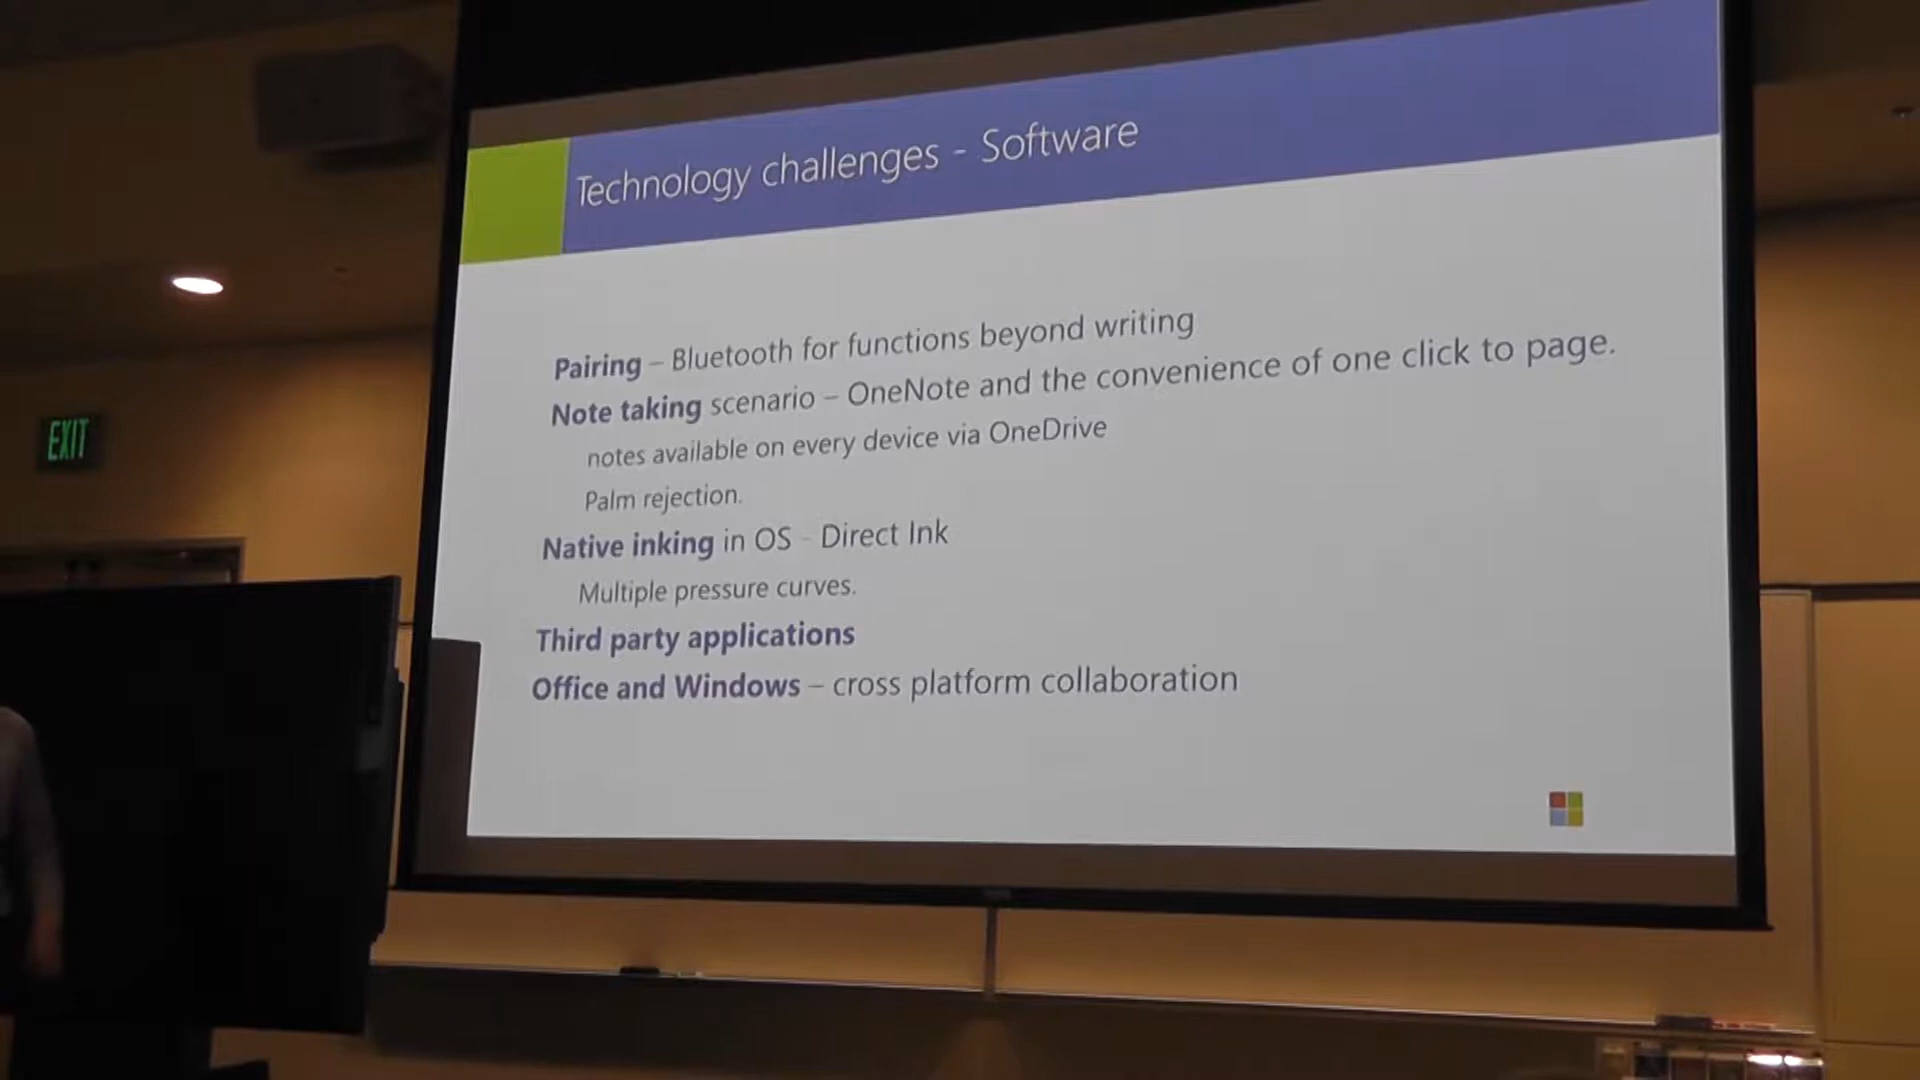 Technology challenges - Software
Pairing – Bluetooth for functions beyond writing
Note taking scenario – OneNote and the convenience of one click to page.
notes available on every device via OneDrive
Palm rejection.
Native inking in OS - Direct Ink
Multiple pressure curves.
Third party applications
Office and Windows – cross platform collaboration
EXIT